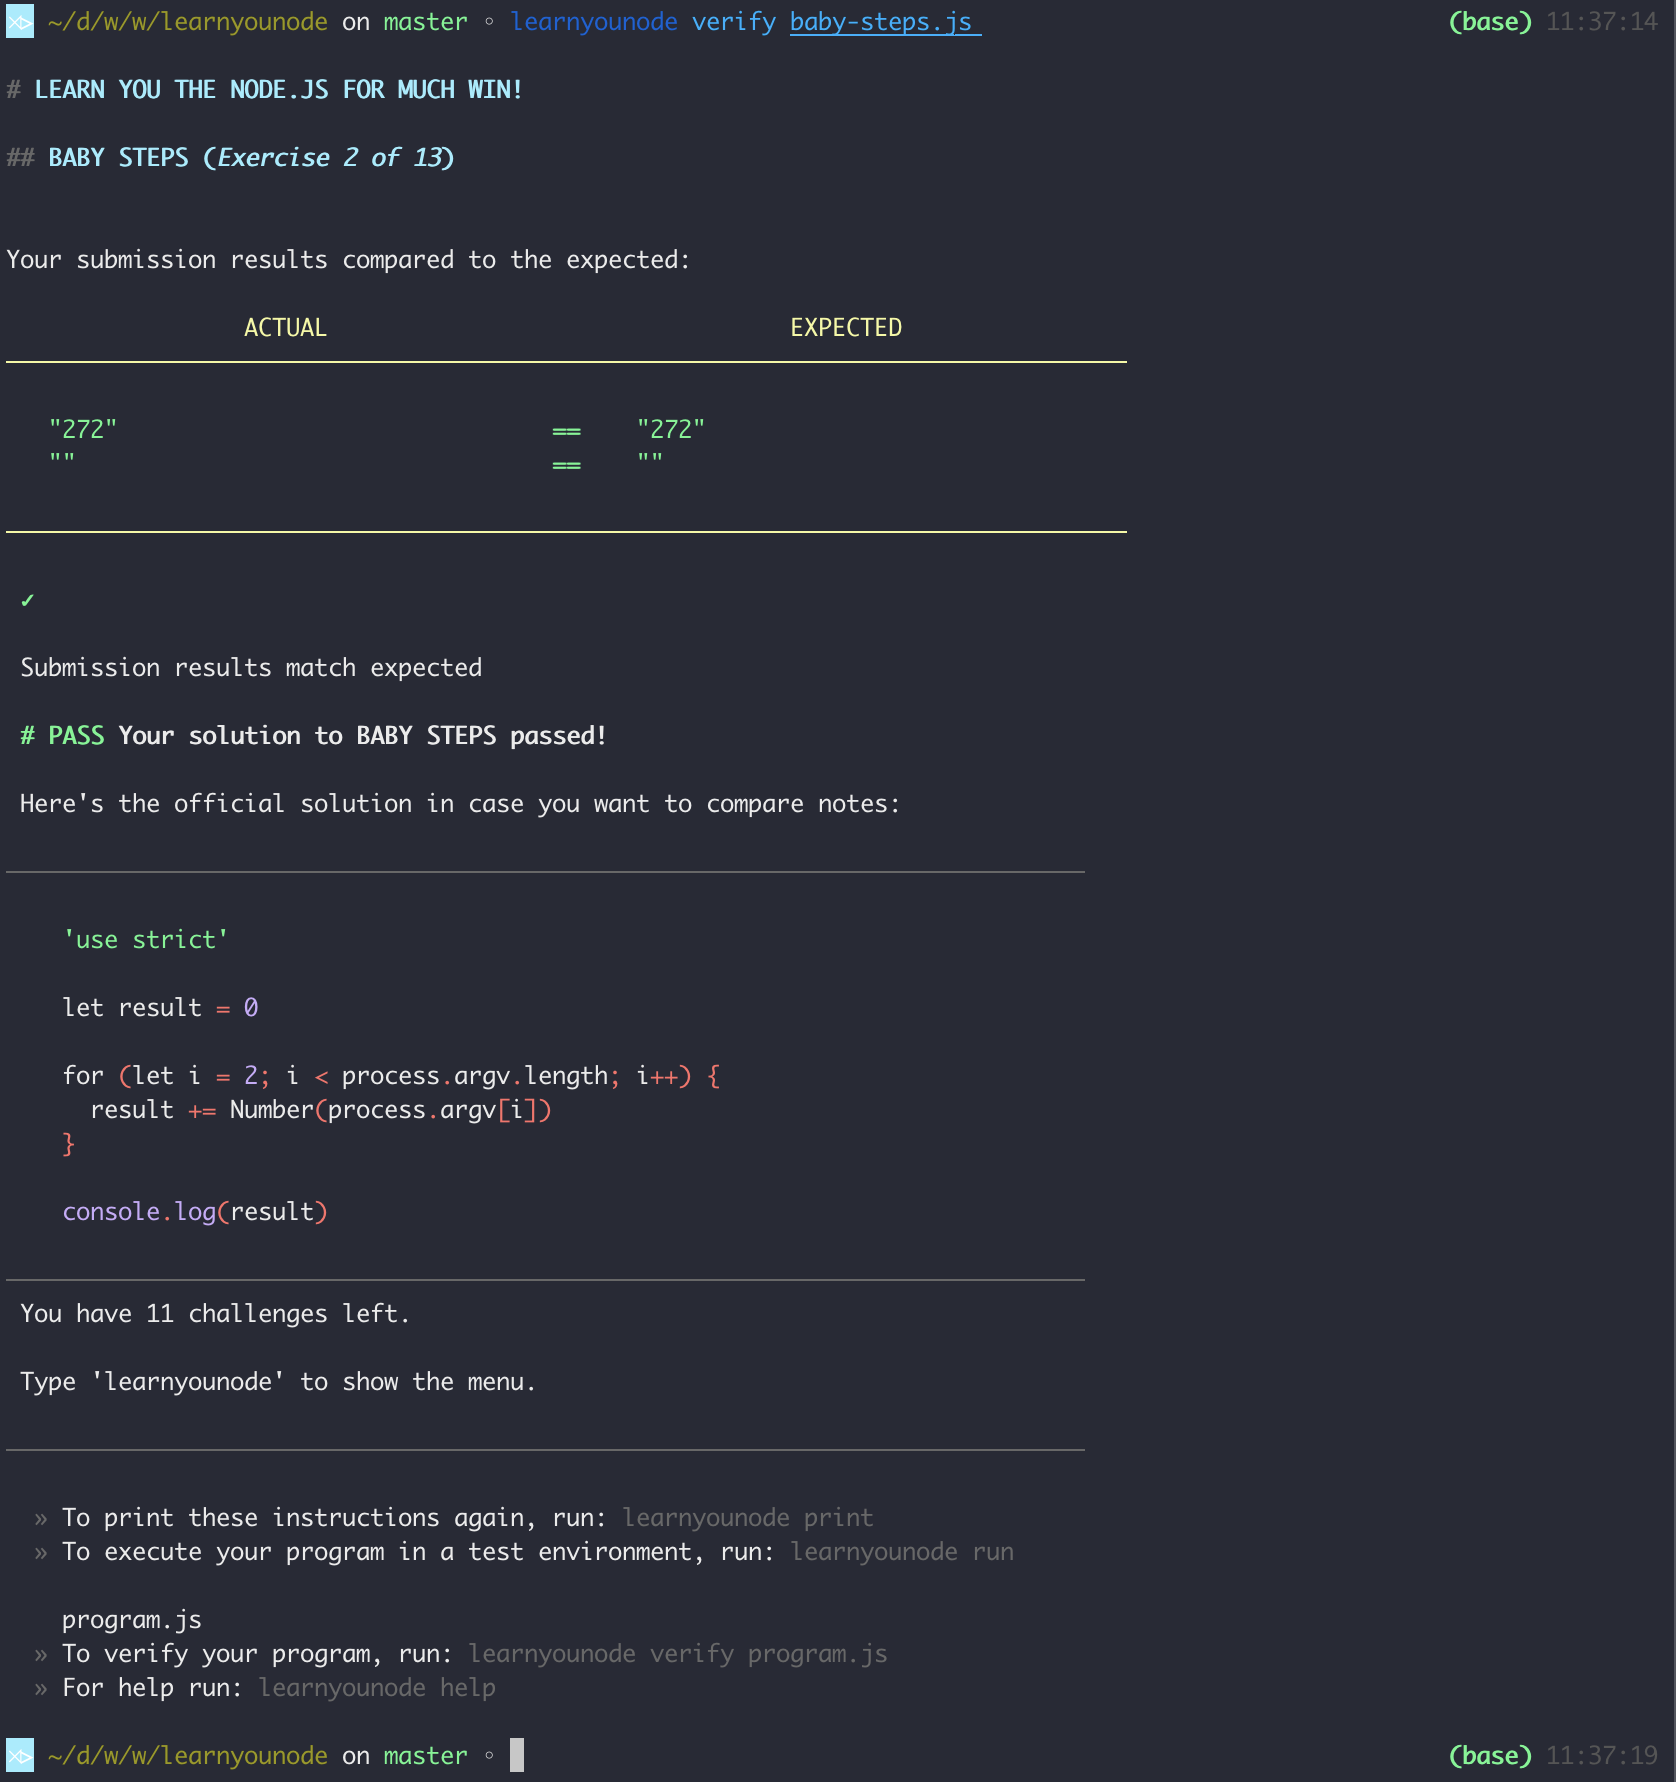 ~/d/w/w/learnyounode on master ◦ learnyounode verify baby-steps.js (base) 11:37:14
# LEARN YOU THE NODE.JS FOR MUCH WIN!
## BABY STEPS (Exercise 2 of 13)
Your submission results compared to the expected:
ACTUAL EXPECTED
"272" == "272"
"" == ""
✓
Submission results match expected
# PASS Your solution to BABY STEPS passed!
Here's the official solution in case you want to compare notes:
'use strict'
let result = 0
for (let i = 2; i < process.argv.length; i++) {
result += Number(process.argv[i])
}
console.log(result)
You have 11 challenges left.
Type 'learnyounode' to show the menu.
» To print these instructions again, run: learnyounode print
» To execute your program in a test environment, run: learnyounode run
program.js
» To verify your program, run: learnyounode verify program.js
» For help run: learnyounode help
~/d/w/w/learnyounode on master ◦ (base) 11:37:19